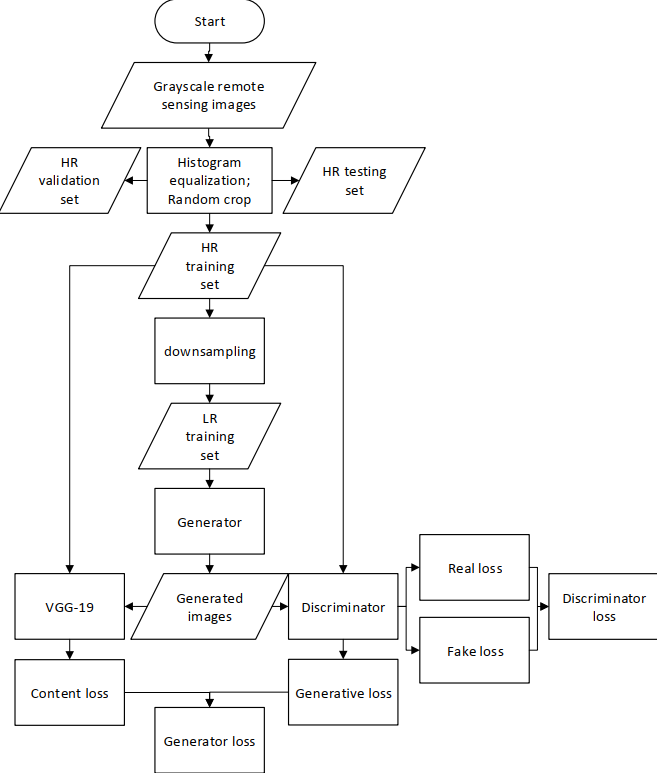 Start
Grayscale remote
sensing images
HR
validation
set
Histogram
equalization;
Random crop
HR testing
set
HR
training
set
downsampling
LR
training
set
Generator
VGG-19
Generated
images
Discriminator
Real loss
Fake loss
Discriminator
loss
Content loss
Generative loss
Generator loss